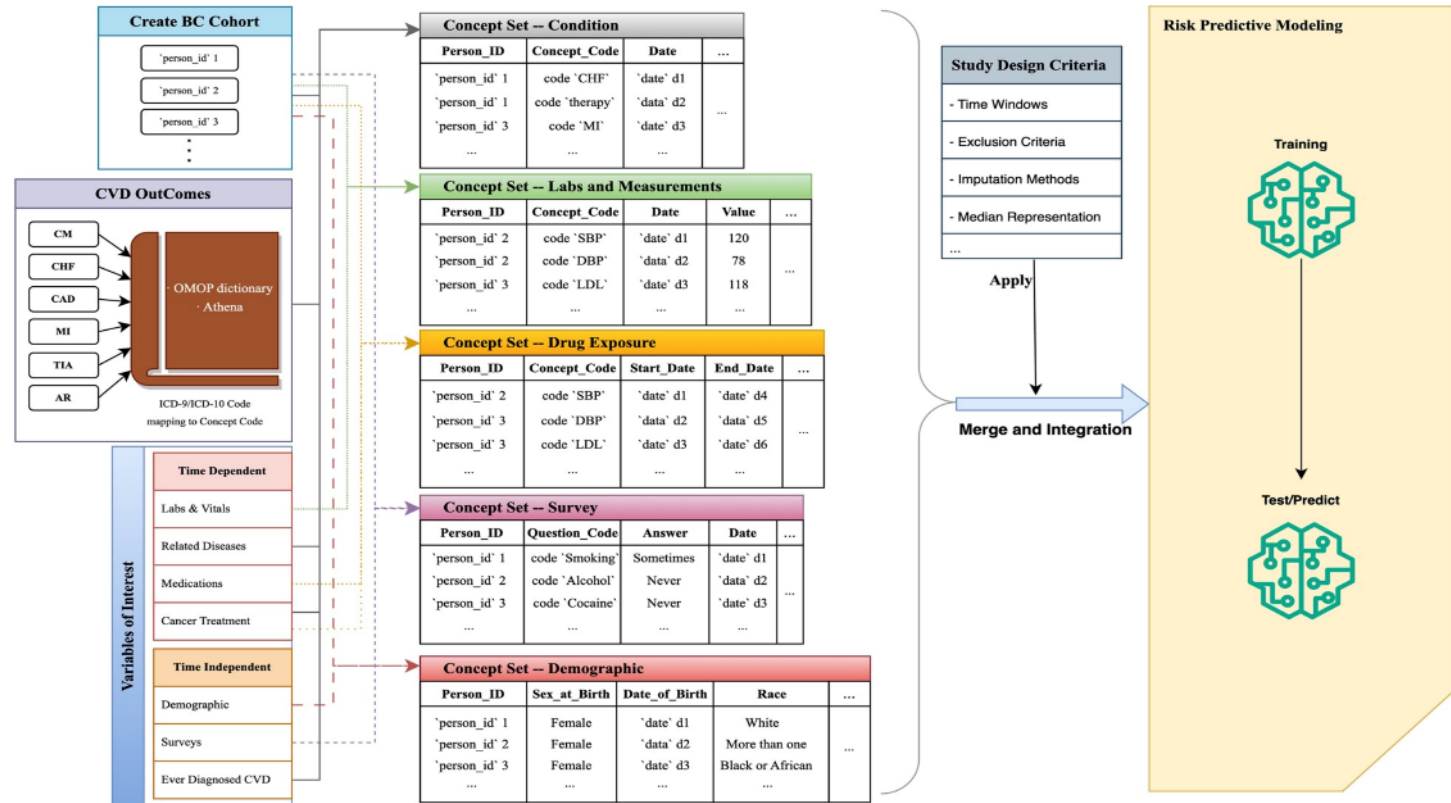 Create BC Cohort
`person_id` 1
`person_id` 2
`person_id` 3
CVD OutComes
CM
CHF
CAD
MI
TIA
AR
· OMOP dictionary
· Athena
ICD-9/ICD-10 Code
mapping to Concept Code
Variables of Interest
Time Dependent
Labs & Vitals
Related Diseases
Medications
Cancer Treatment
Time Independent
Demographic
Surveys
Ever Diagnosed CVD
Concept Set -- Condition
Person_ID Concept_Code Date ...
`person_id` 1 code `CHF` `date` d1
`person_id` 1 code `therapy` `data` d2
...
`person_id` 3 code `MI` `date` d3
... ... ...
Concept Set -- Labs and Measurements
Person_ID Concept_Code Date Value ...
`person_id` 2 code `SBP` `date` d1 120
`person_id` 2 code `DBP` `date` d2 78
...
`person_id` 3 code `LDL` `date` d3 118
... ... ... ...
Concept Set -- Drug Exposure
Person_ID Concept_Code Start_Date End_Date ...
`person_id` 2 code `SBP` `date` d1 `date` d4
`person_id` 3 code `DBP` `data` d2 `data` d5
...
`person_id` 3 code `LDL` `date` d3 `date` d6
... ... ... ...
Concept Set -- Survey
Person_ID Question_Code Answer Date ...
`person_id` 1 code `Smoking` Sometimes `date` d1
`person_id` 2 code `Alcohol` Never `data` d2
...
`person_id` 3 code `Cocaine` Never `date` d3
... ... ... ...
Concept Set -- Demographic
Person_ID Sex_at_Birth Date_of_Birth Race ...
`person_id` 1 Female `date` d1 White
`person_id` 2 Female `data` d2 More than one
...
`person_id` 3 Female `date` d3 Black or African
... ... ... ...
Study Design Criteria
- Time Windows
- Exclusion Criteria
- Imputation Methods
- Median Representation
...
Apply
Merge and Integration
Risk Predictive Modeling
Training
Test/Predict